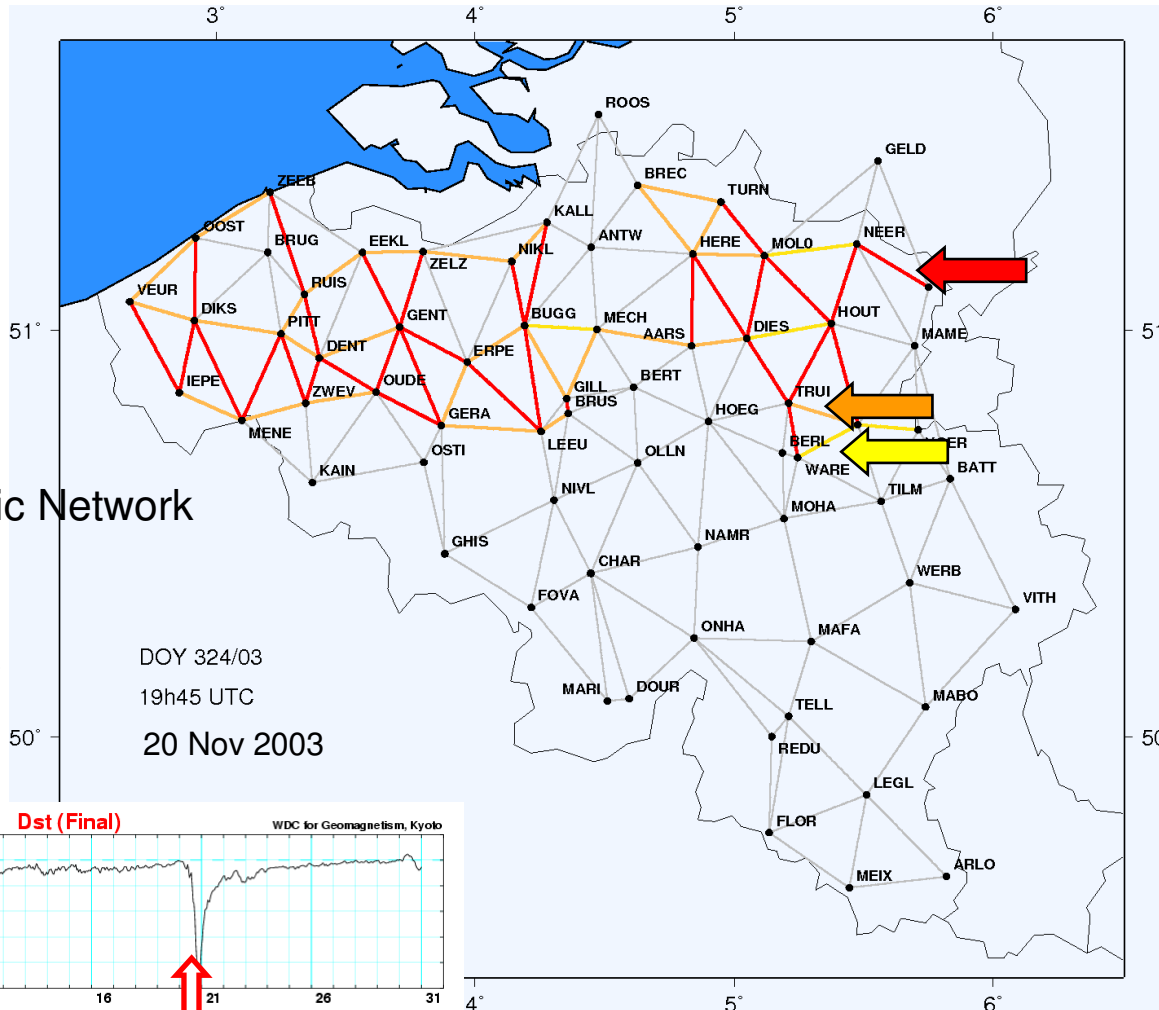 3° 4° 5° 6°
ROOS
GELD
BREC
TURN
ZEEB
KALL
OOST
BRUG
EEKL
ZELZ
NIKL
ANTW
HERE
MOL0
NEER
VEUR
DIKS
RUIS
PITT
DENT
GENT
BUGG
MECH
AARS
DIES
HOUT
MAME
51° 51°
IEPE
ZWEV
OUDE
ERPE
GILL
BRUS
BERT
HOEG
TRUI
MENE
GERA
LEEU
OLLN
BERL
WARE
KAIN
OSTI
NIVL
MOHA
TILM
BATT
ic Network
GHIS
CHAR
NAMR
WERB
FOVA
VITH
ONHA
MAFA
DOY 324/03
19h45 UTC
20 Nov 2003
MARI
DOUR
TELL
MABO
50° 50
REDU
LEGL
FLOR
MEIX
ARLO
Dst (Final)
WDC for Geomagnetism, Kyoto
16 21 26 31
4° 5° 6°